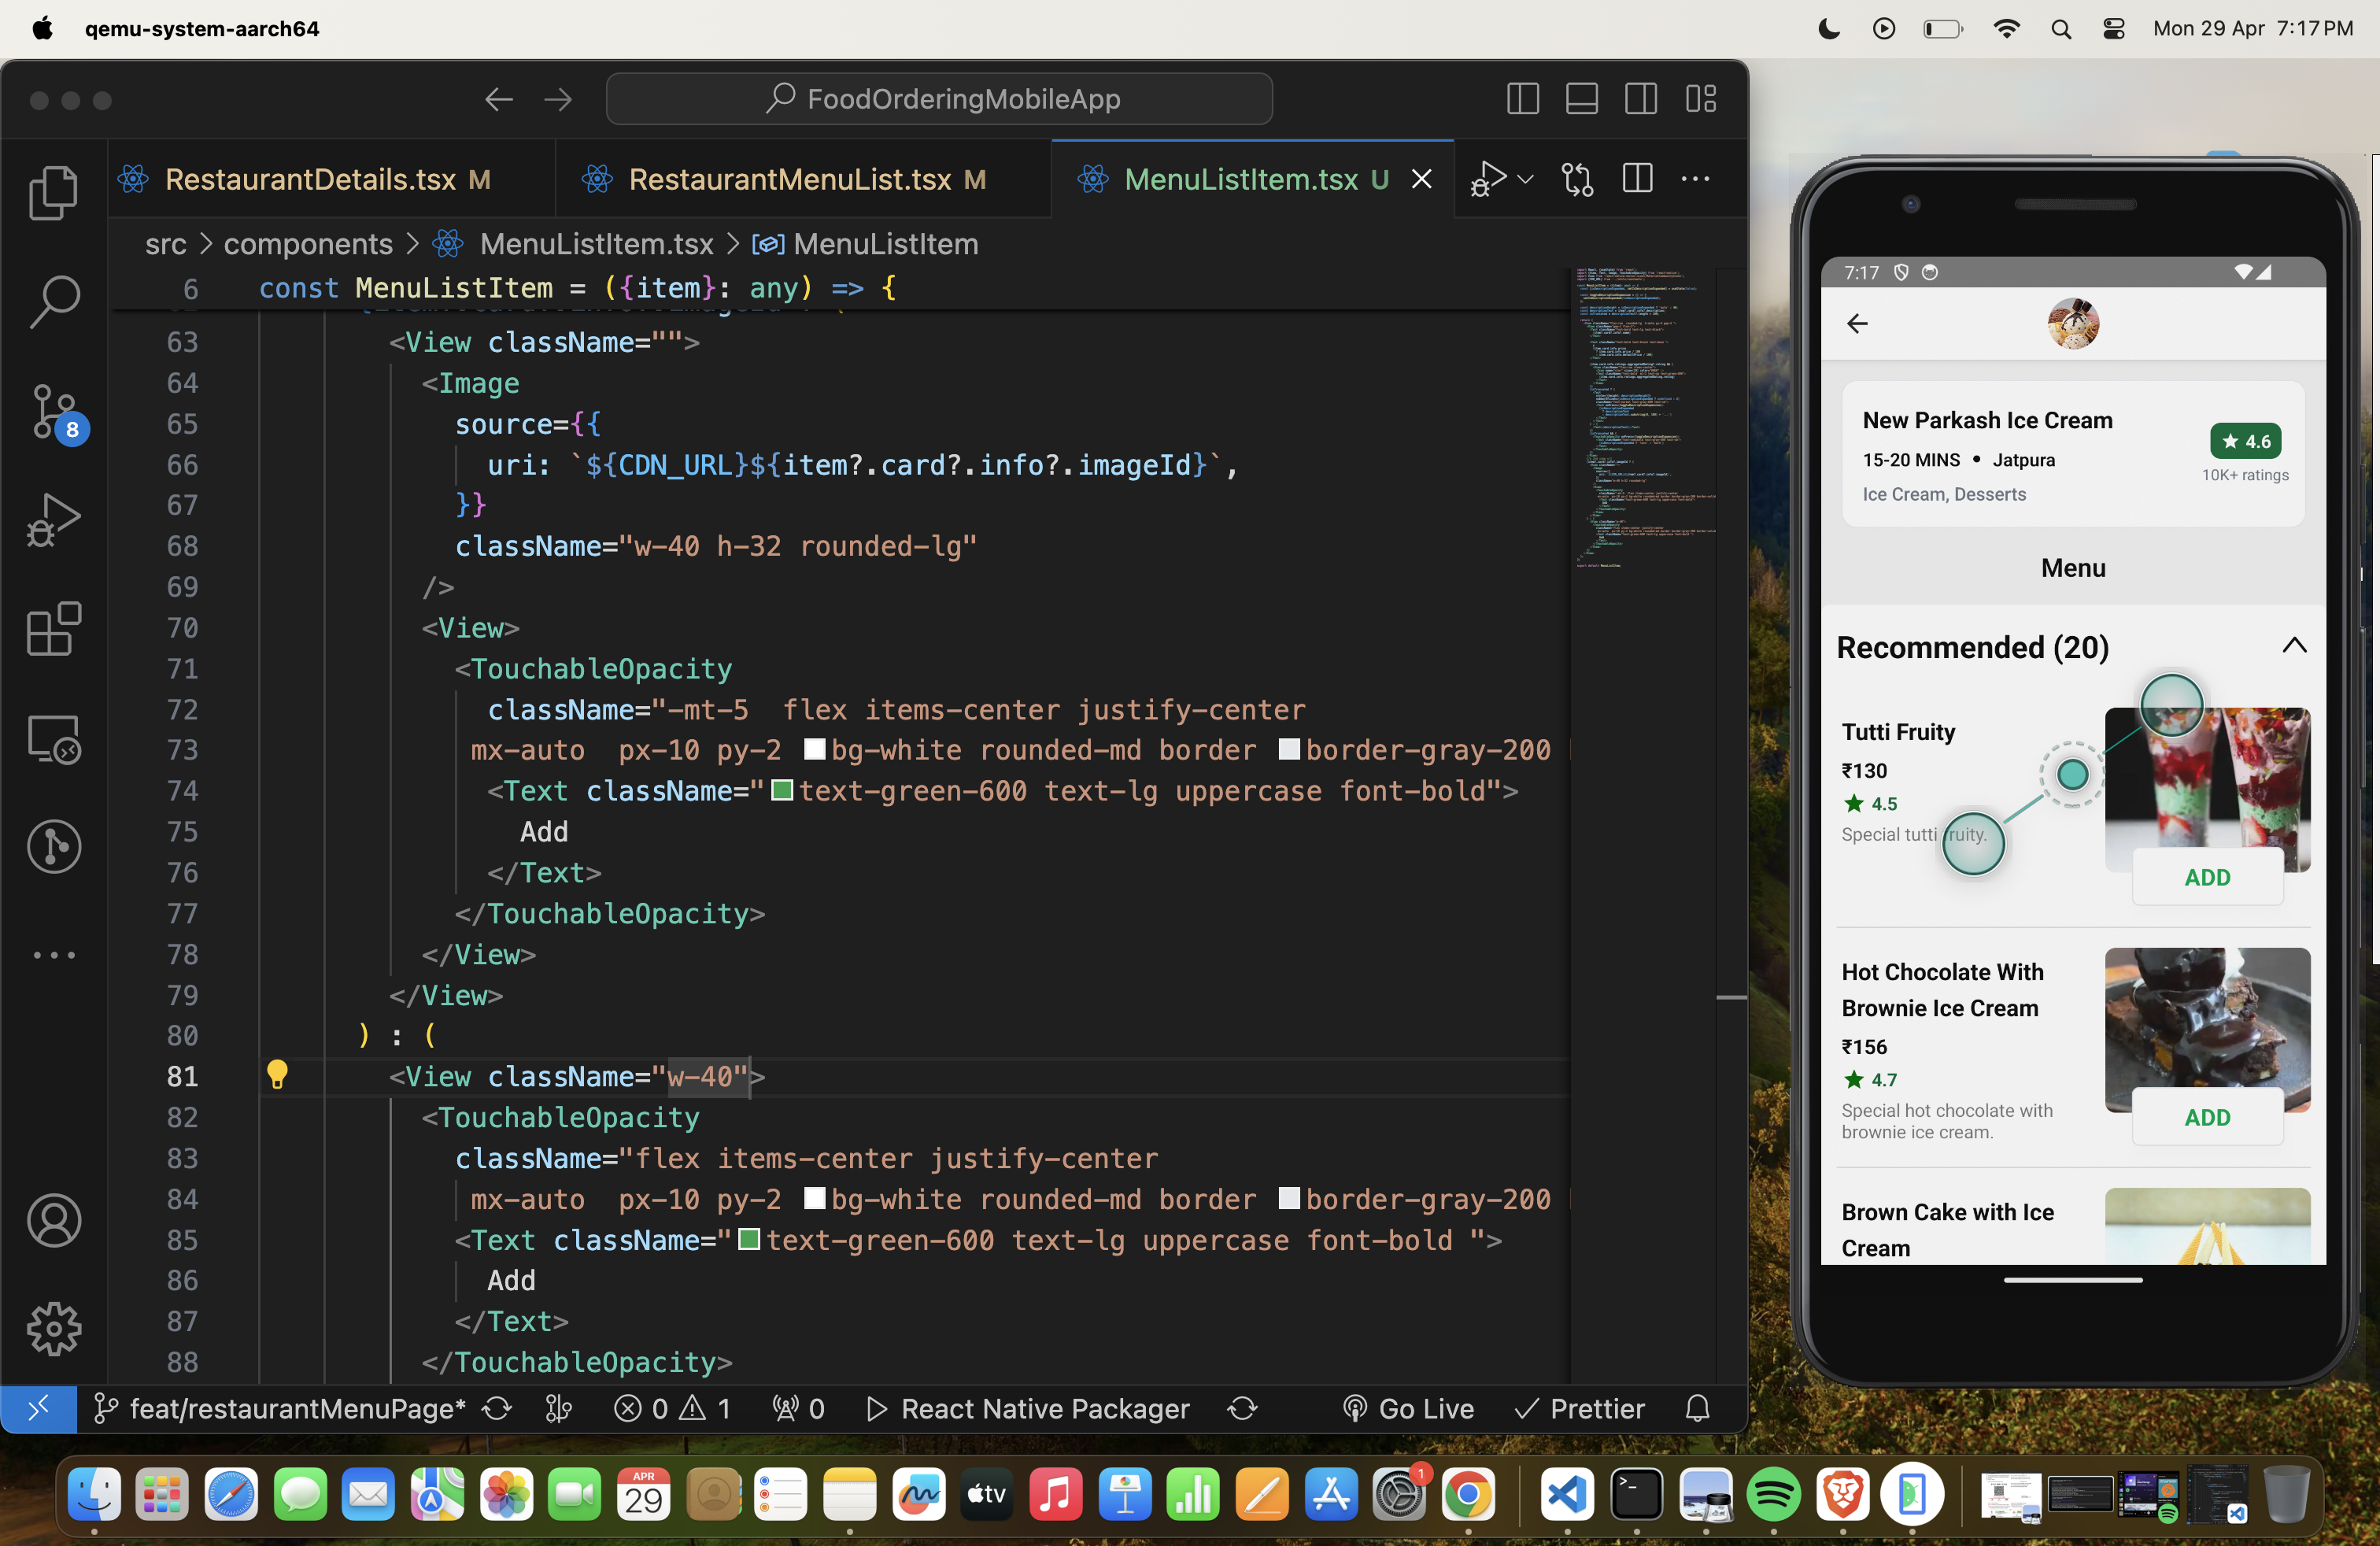 qemu-system-aarch64
Mon 29 Apr 7:17 PM
FoodOrderingMobileApp
RestaurantDetails.tsx M
RestaurantMenuList.tsx M
MenuListItem.tsx U
src > components > MenuListItem.tsx > MenuListItem
6 const MenuListItem = ({item}: any) => {
63 <View className="">
64 <Image
65 source={{
66 uri: `${CDN_URL}${item?.card?.info?.imageId}`,
67 }}
68 className="w-40 h-32 rounded-lg"
69 />
70 <View>
71 <TouchableOpacity
72 className="-mt-5  flex items-center justify-center
73 mx-auto  px-10 py-2 bg-white rounded-md border border-gray-200
74 <Text className="text-green-600 text-lg uppercase font-bold">
75 Add
76 </Text>
77 </TouchableOpacity>
78 </View>
79 </View>
80 ) : (
81 <View className="w-40">
82 <TouchableOpacity
83 className="flex items-center justify-center
84 mx-auto  px-10 py-2 bg-white rounded-md border border-gray-200
85 <Text className="text-green-600 text-lg uppercase font-bold ">
86 Add
87 </Text>
88 </TouchableOpacity>
8
feat/restaurantMenuPage* 0 1 0 React Native Packager Go Live Prettier
7:17
New Parkash Ice Cream
★ 4.6
15-20 MINS • Jatpura
10K+ ratings
Ice Cream, Desserts
Menu
Recommended (20)
Tutti Fruity
₹130
★ 4.5
Special tutti fruity.
ADD
Hot Chocolate With
Brownie Ice Cream
₹156
★ 4.7
Special hot chocolate with
brownie ice cream.
ADD
Brown Cake with Ice
Cream
APR
29
tv
1